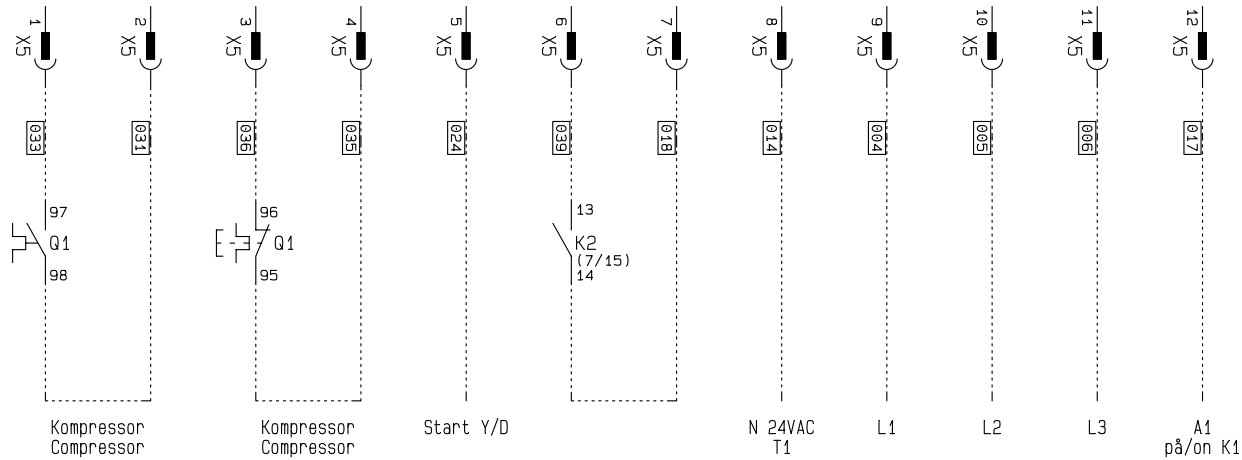 1 2 3 4 5 6 7 8 9 10 11 12
X5 X5 X5 X5 X5 X5 X5 X5 X5 X5 X5 X5
033 031 036 035 024 039 018 014 004 005 006 017
97 96 13
Q1 Q1 K2
(7/15)
98 95 14
Kompressor Kompressor Start Y/D N 24VAC L1 L2 L3 A1
Compressor Compressor T1 på/on K1